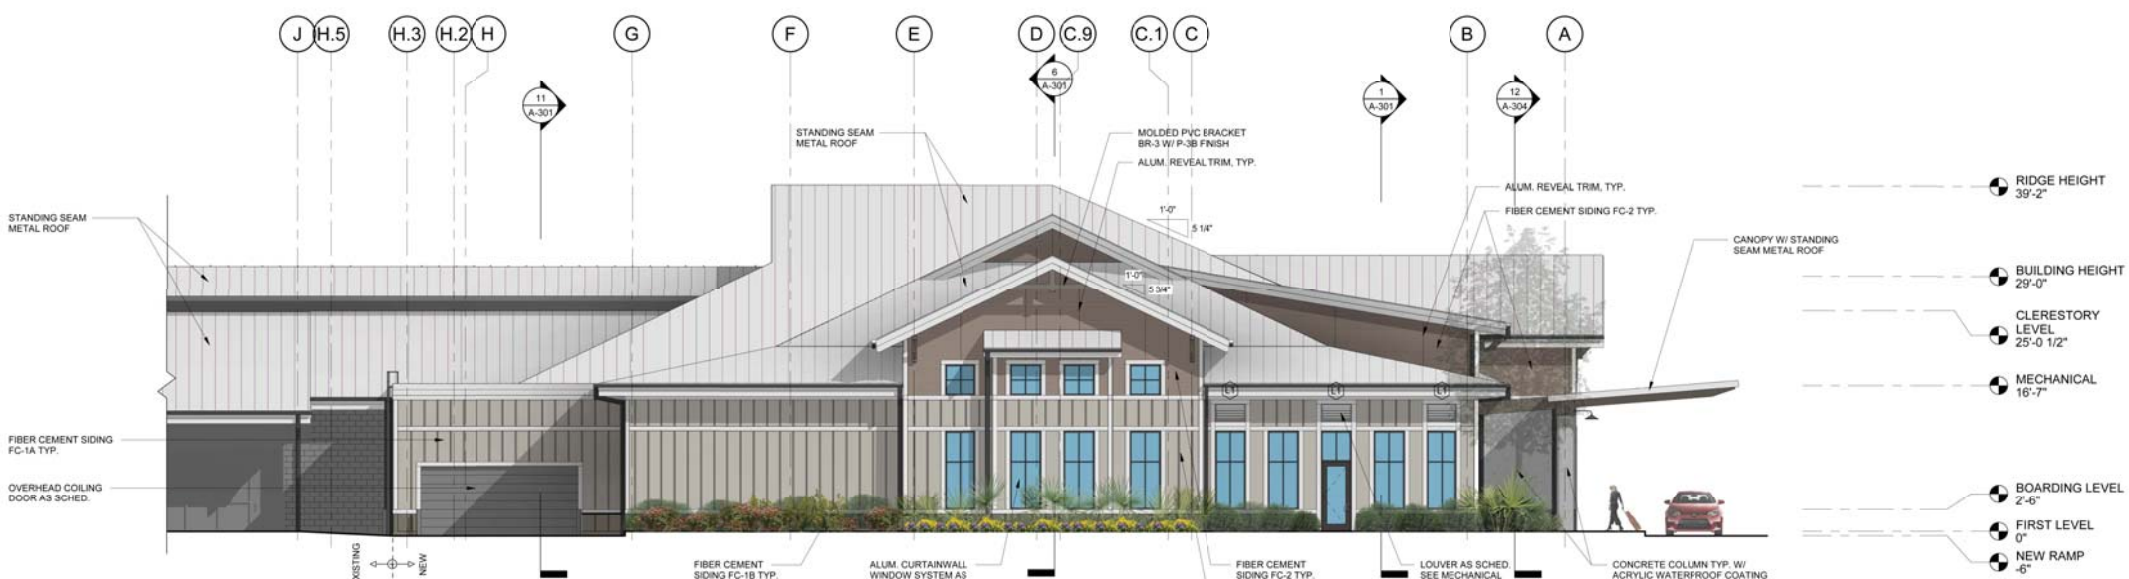 J
H.5
H.3
H.2
H
G
F
E
D
C.9
C.1
C
B
A
6
A-301
11
A-301
1
A-301
12
A-304
STANDING SEAM
METAL ROOF
MOLDED PVC BRACKET
BR-3 W/ P-3B FINISH
ALUM. REVEAL TRIM, TYP.
ALUM. REVEAL TRIM, TYP.
FIBER CEMENT SIDING FC-2 TYP.
RIDGE HEIGHT
39'-2"
STANDING SEAM
METAL ROOF
1'-0"
5 1/4"
CANOPY W/ STANDING
SEAM METAL ROOF
1'-0"
5 3/4"
BUILDING HEIGHT
29'-0"
CLERESTORY
LEVEL
25'-0 1/2"
MECHANICAL
16'-7"
L1
L1
L1
FIBER CEMENT SIDING
FC-1A TYP.
OVERHEAD COILING
DOOR AS SCHED.
BOARDING LEVEL
2'-6"
FIRST LEVEL
0"
NEW RAMP
-6"
EXISTING
NEW
FIBER CEMENT
SIDING FC-1B TYP.
ALUM. CURTAINWALL
WINDOW SYSTEM AS
FIBER CEMENT
SIDING FC-2 TYP.
LOUVER AS SCHED.
SEE MECHANICAL
CONCRETE COLUMN TYP. W/
ACRYLIC WATERPROOF COATING